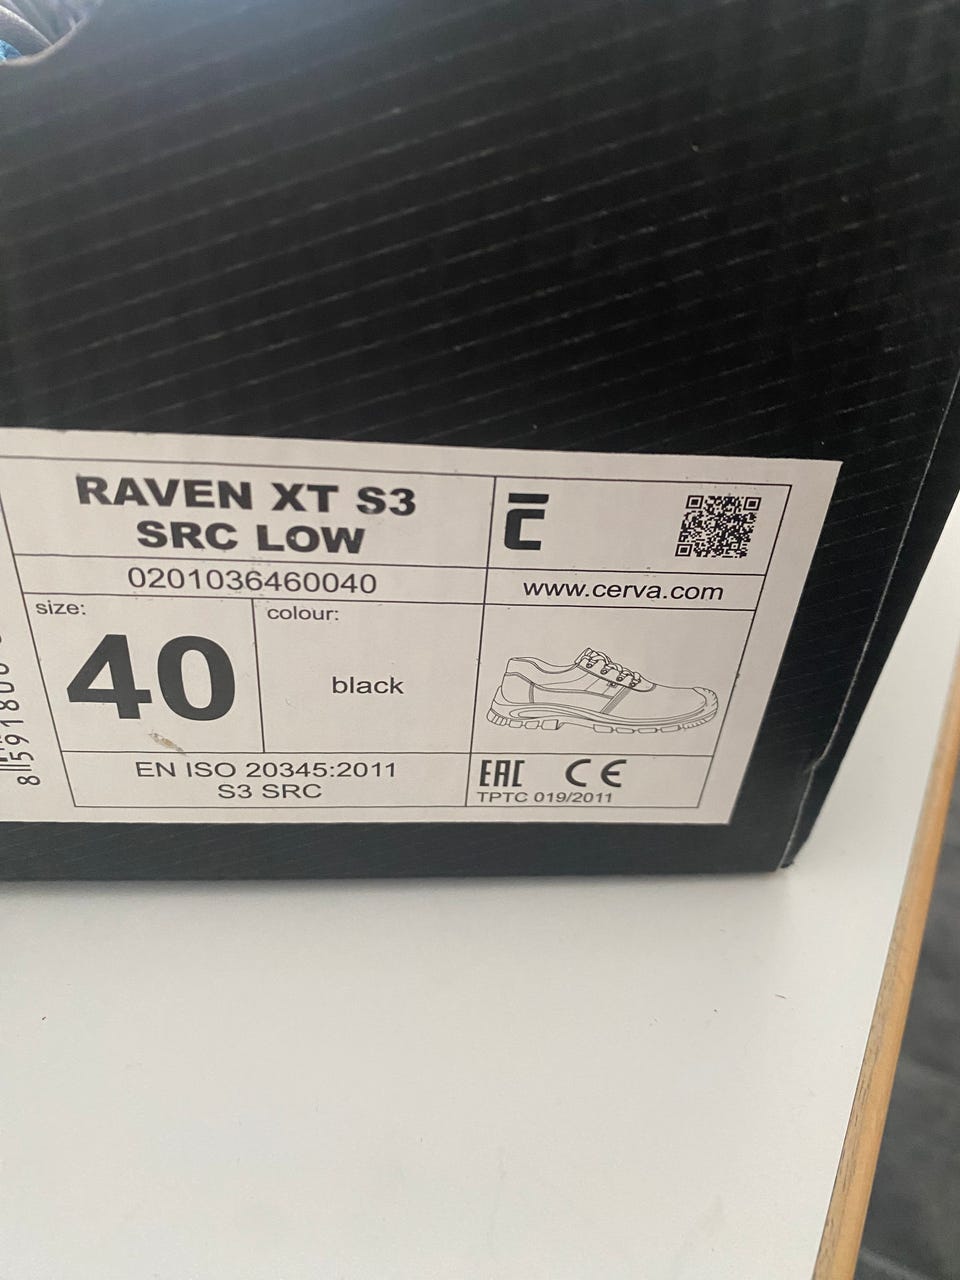 RAVEN XT S3
SRC LOW
0201036460040
www.cerva.com
size:
40
colour:
black
EN ISO 20345:2011
S3 SRC
EAC CE
TPTC 019/2011